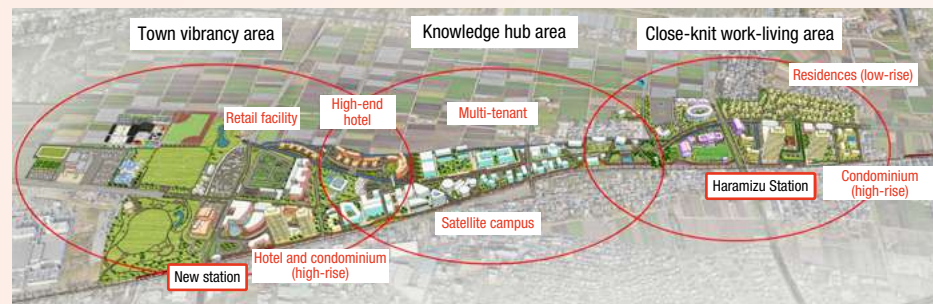 Town vibrancy area
Knowledge hub area
Close-knit work-living area
Residences (low-rise)
High-end
hotel
Retail facility
Multi-tenant
Haramizu Station
Condominium
(high-rise)
Satellite campus
Hotel and condominium
(high-rise)
New station